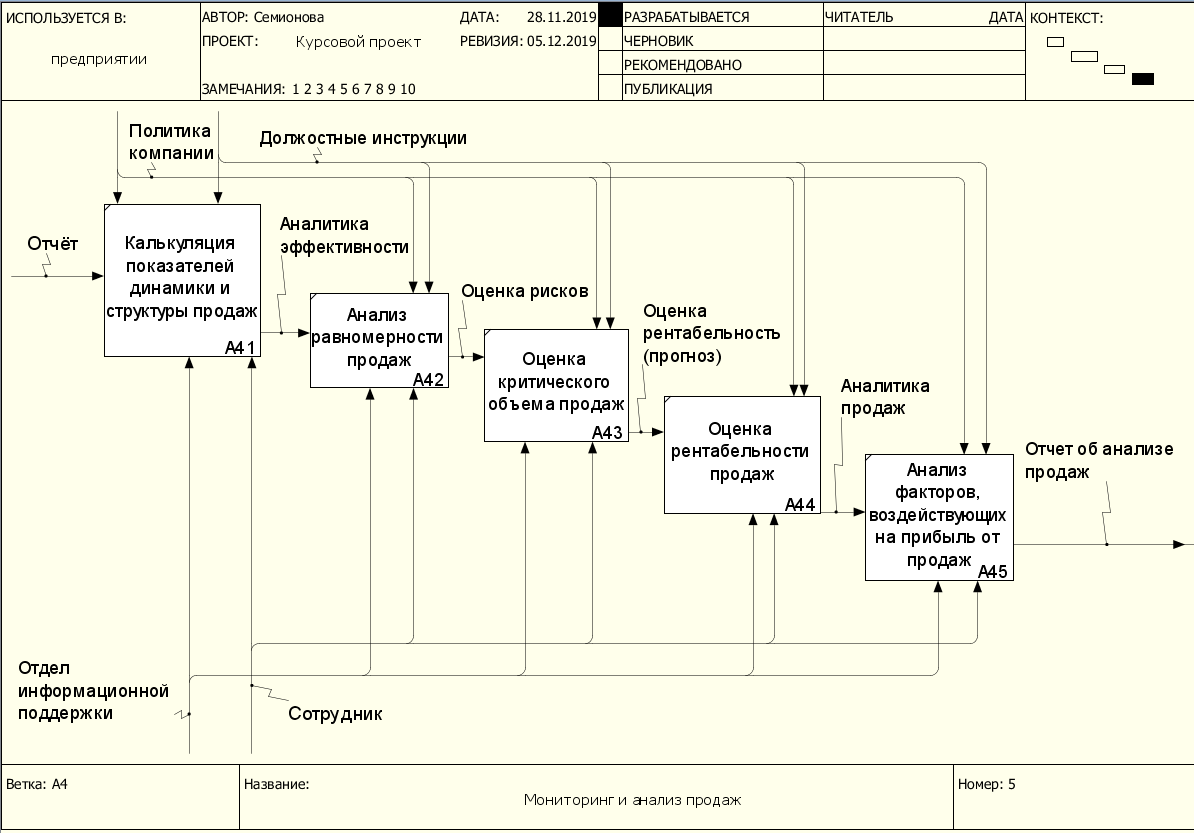 ИСПОЛЬЗУЕТСЯ В:
предприятии
АВТОР: Семионова
ДАТА: 28.11.2019
ПРОЕКТ: Курсовой проект
РЕВИЗИЯ: 05.12.2019
ЗАМЕЧАНИЯ: 1 2 3 4 5 6 7 8 9 10
РАЗРАБАТЫВАЕТСЯ
ЧЕРНОВИК
РЕКОМЕНДОВАНО
ПУБЛИКАЦИЯ
ЧИТАТЕЛЬ
ДАТА
КОНТЕКСТ:
Политика
компании
Должостные инструкции
Отчёт
Калькуляция
показателей
динамики и
структуры продаж
A41
Аналитика
эффективности
Анализ
равномерности
продаж
A42
Оценка рисков
Оценка
критического
объема продаж
A43
Оценка
рентабельность
(прогноз)
Оценка
рентабельности
продаж
A44
Аналитика
продаж
Анализ
факторов,
воздействующих
на прибыль от
продаж
A45
Отчет об анализе
продаж
Отдел
информационной
поддержки
Сотрудник
Ветка: A4
Название:
Мониторинг и анализ продаж
Номер: 5